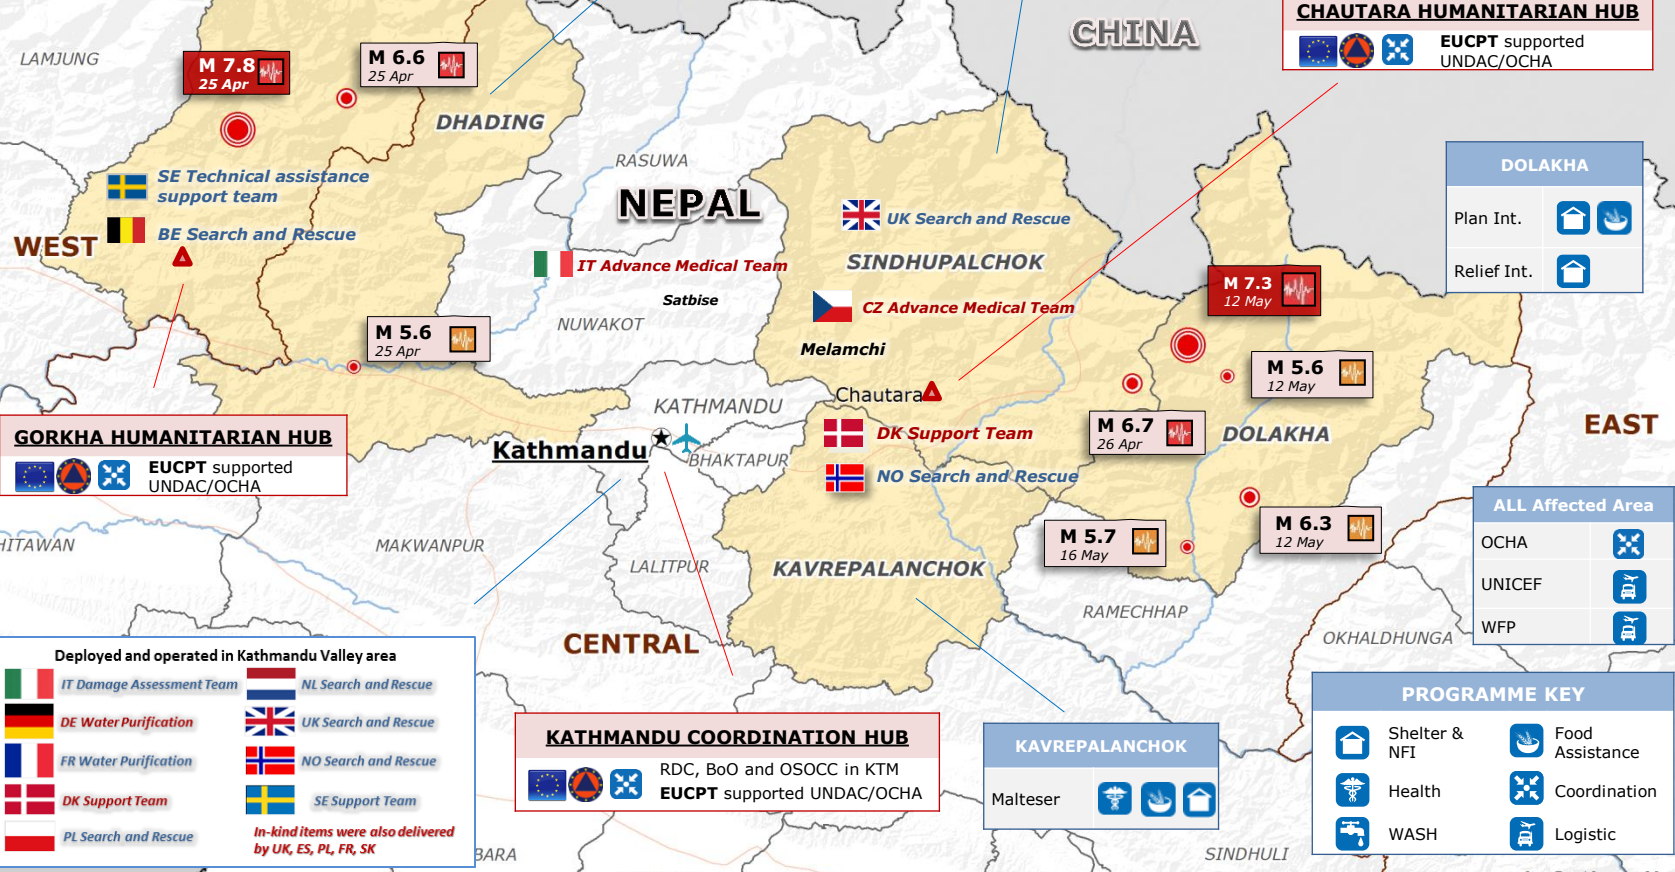 CHINA
CHAUTARA HUMANITARIAN HUB
EUCPT supported
UNDAC/OCHA
LAMJUNG
M 7.8
25 Apr
M 6.6
25 Apr
DHADING
RASUWA
NEPAL
SE Technical assistance
support team
BE Search and Rescue
WEST
UK Search and Rescue
SINDHUPALCHOK
IT Advance Medical Team
Satbise
NUWAKOT
CZ Advance Medical Team
Melamchi
Chautara
DOLAKHA
Plan Int.
Relief Int.
M 7.3
12 May
M 5.6
25 Apr
M 5.6
12 May
M 6.7
26 Apr
DOLAKHA
EAST
KATHMANDU
Kathmandu
BHAKTAPUR
DK Support Team
NO Search and Rescue
GORKHA HUMANITARIAN HUB
EUCPT supported
UNDAC/OCHA
M 5.7
16 May
M 6.3
12 May
ALL Affected Area
OCHA
UNICEF
WFP
HITAWAN
MAKWANPUR
LALITPUR
KAVREPALANCHOK
RAMECHHAP
OKHALDHUNGA
CENTRAL
Deployed and operated in Kathmandu Valley area
IT Damage Assessment Team
NL Search and Rescue
DE Water Purification
UK Search and Rescue
FR Water Purification
NO Search and Rescue
DK Support Team
SE Support Team
PL Search and Rescue
In-kind items were also delivered
by UK, ES, PL, FR, SK
BARA
KATHMANDU COORDINATION HUB
RDC, BoO and OSOCC in KTM
EUCPT supported UNDAC/OCHA
KAVREPALANCHOK
Malteser
SINDHULI
PROGRAMME KEY
Shelter &
NFI
Food
Assistance
Health
Coordination
WASH
Logistic